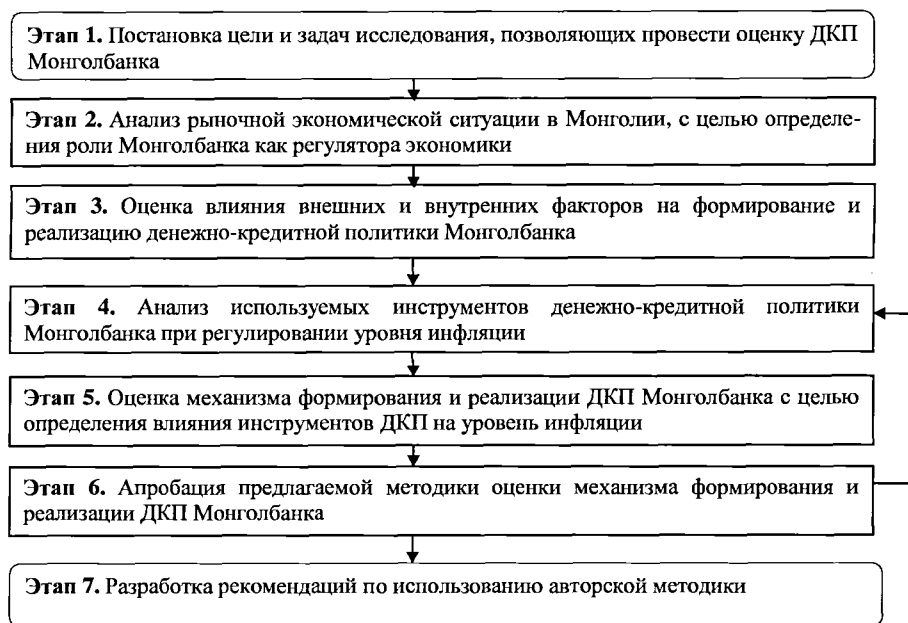 Этап 1. Постановка цели и задач исследования, позволяющих провести оценку ДКП
Монголбанка
Этап 2. Анализ рыночной экономической ситуации в Монголии, с целью определе-
ния роли Монголбанка как регулятора экономики
Этап 3. Оценка влияния внешних и внутренних факторов на формирование и
реализацию денежно-кредитной политики Монголбанка
Этап 4. Анализ используемых инструментов денежно-кредитной политики
Монголбанка при регулировании уровня инфляции
Этап 5. Оценка механизма формирования и реализации ДКП Монголбанка с целью
определения влияния инструментов ДКП на уровень инфляции
Этап 6. Апробация предлагаемой методики оценки механизма формирования и
реализации ДКП Монголбанка
Этап 7. Разработка рекомендаций по использованию авторской методики